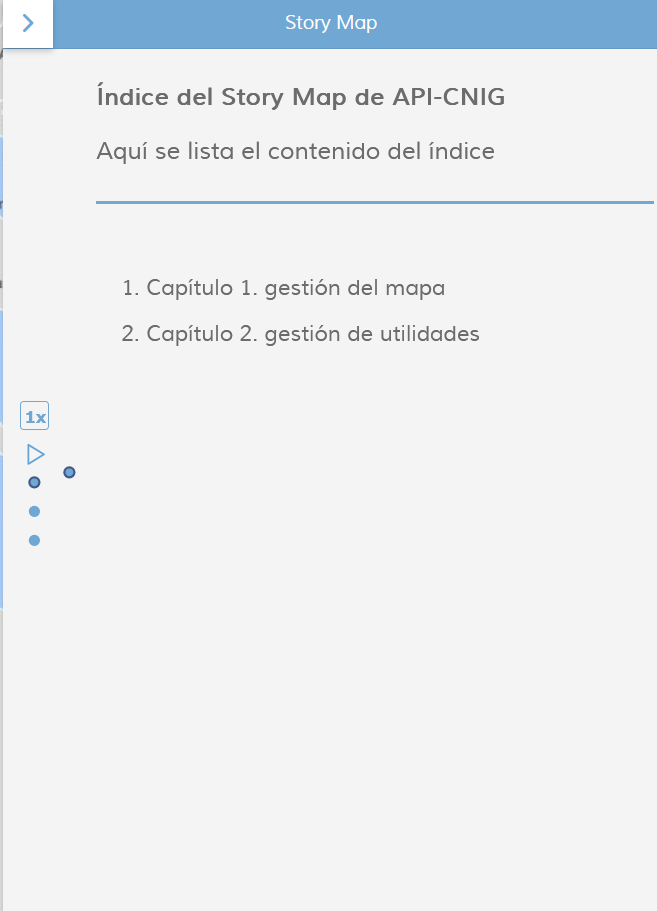 Story Map
Índice del Story Map de API-CNIG
Aquí se lista el contenido del índice
1. Capítulo 1. gestión del mapa
2. Capítulo 2. gestión de utilidades
1x